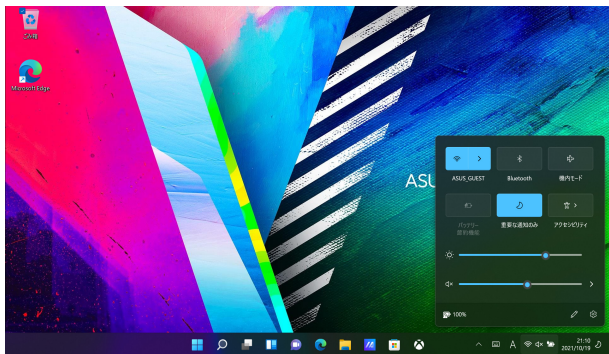 ごみ箱
Microsoft Edge
ASU
ASUS_GUEST
Bluetooth
機内モード
バッテリー
節約機能
重要な通知のみ
アクセシビリティ
100%
A
21:10
2021/10/19